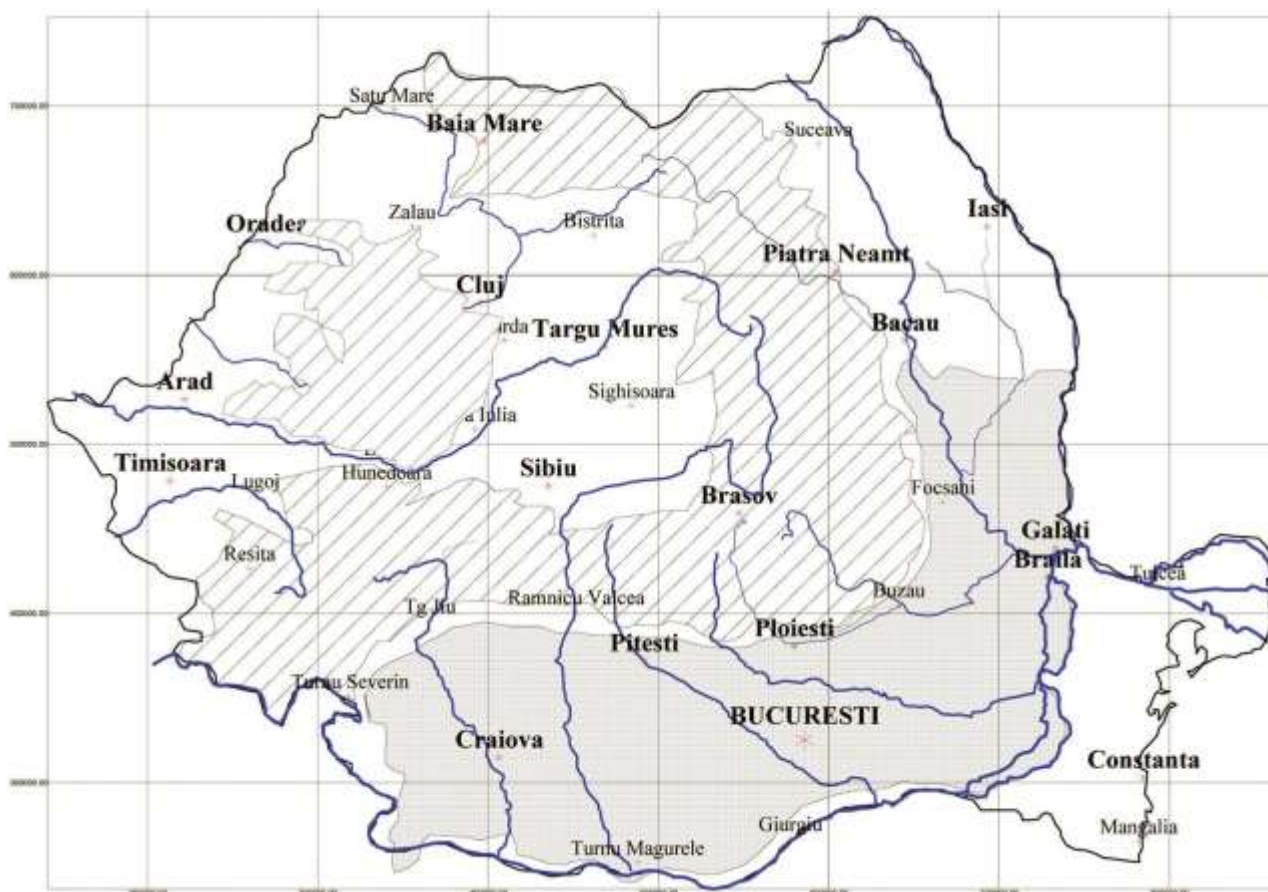 Satu Mare
Baia Mare
Suceava
Zalau
Iasi
Oradea
Bistrita
Piatra Neamt
Cluj
Bacau
Targu Mures
Arad
Sighisoara
a Iulia
Timisoara
Hunedoara
Sibiu
Lugoj
Brasov
Focsani
Galati
Resita
Braila
Tulcea
Buzau
Ramnicu Valcea
Tg Jiu
Ploiesti
Pitesti
Turnu Severin
BUCURESTI
Craiova
Constanta
Giurgiu
Mangalia
Turnu Magurele